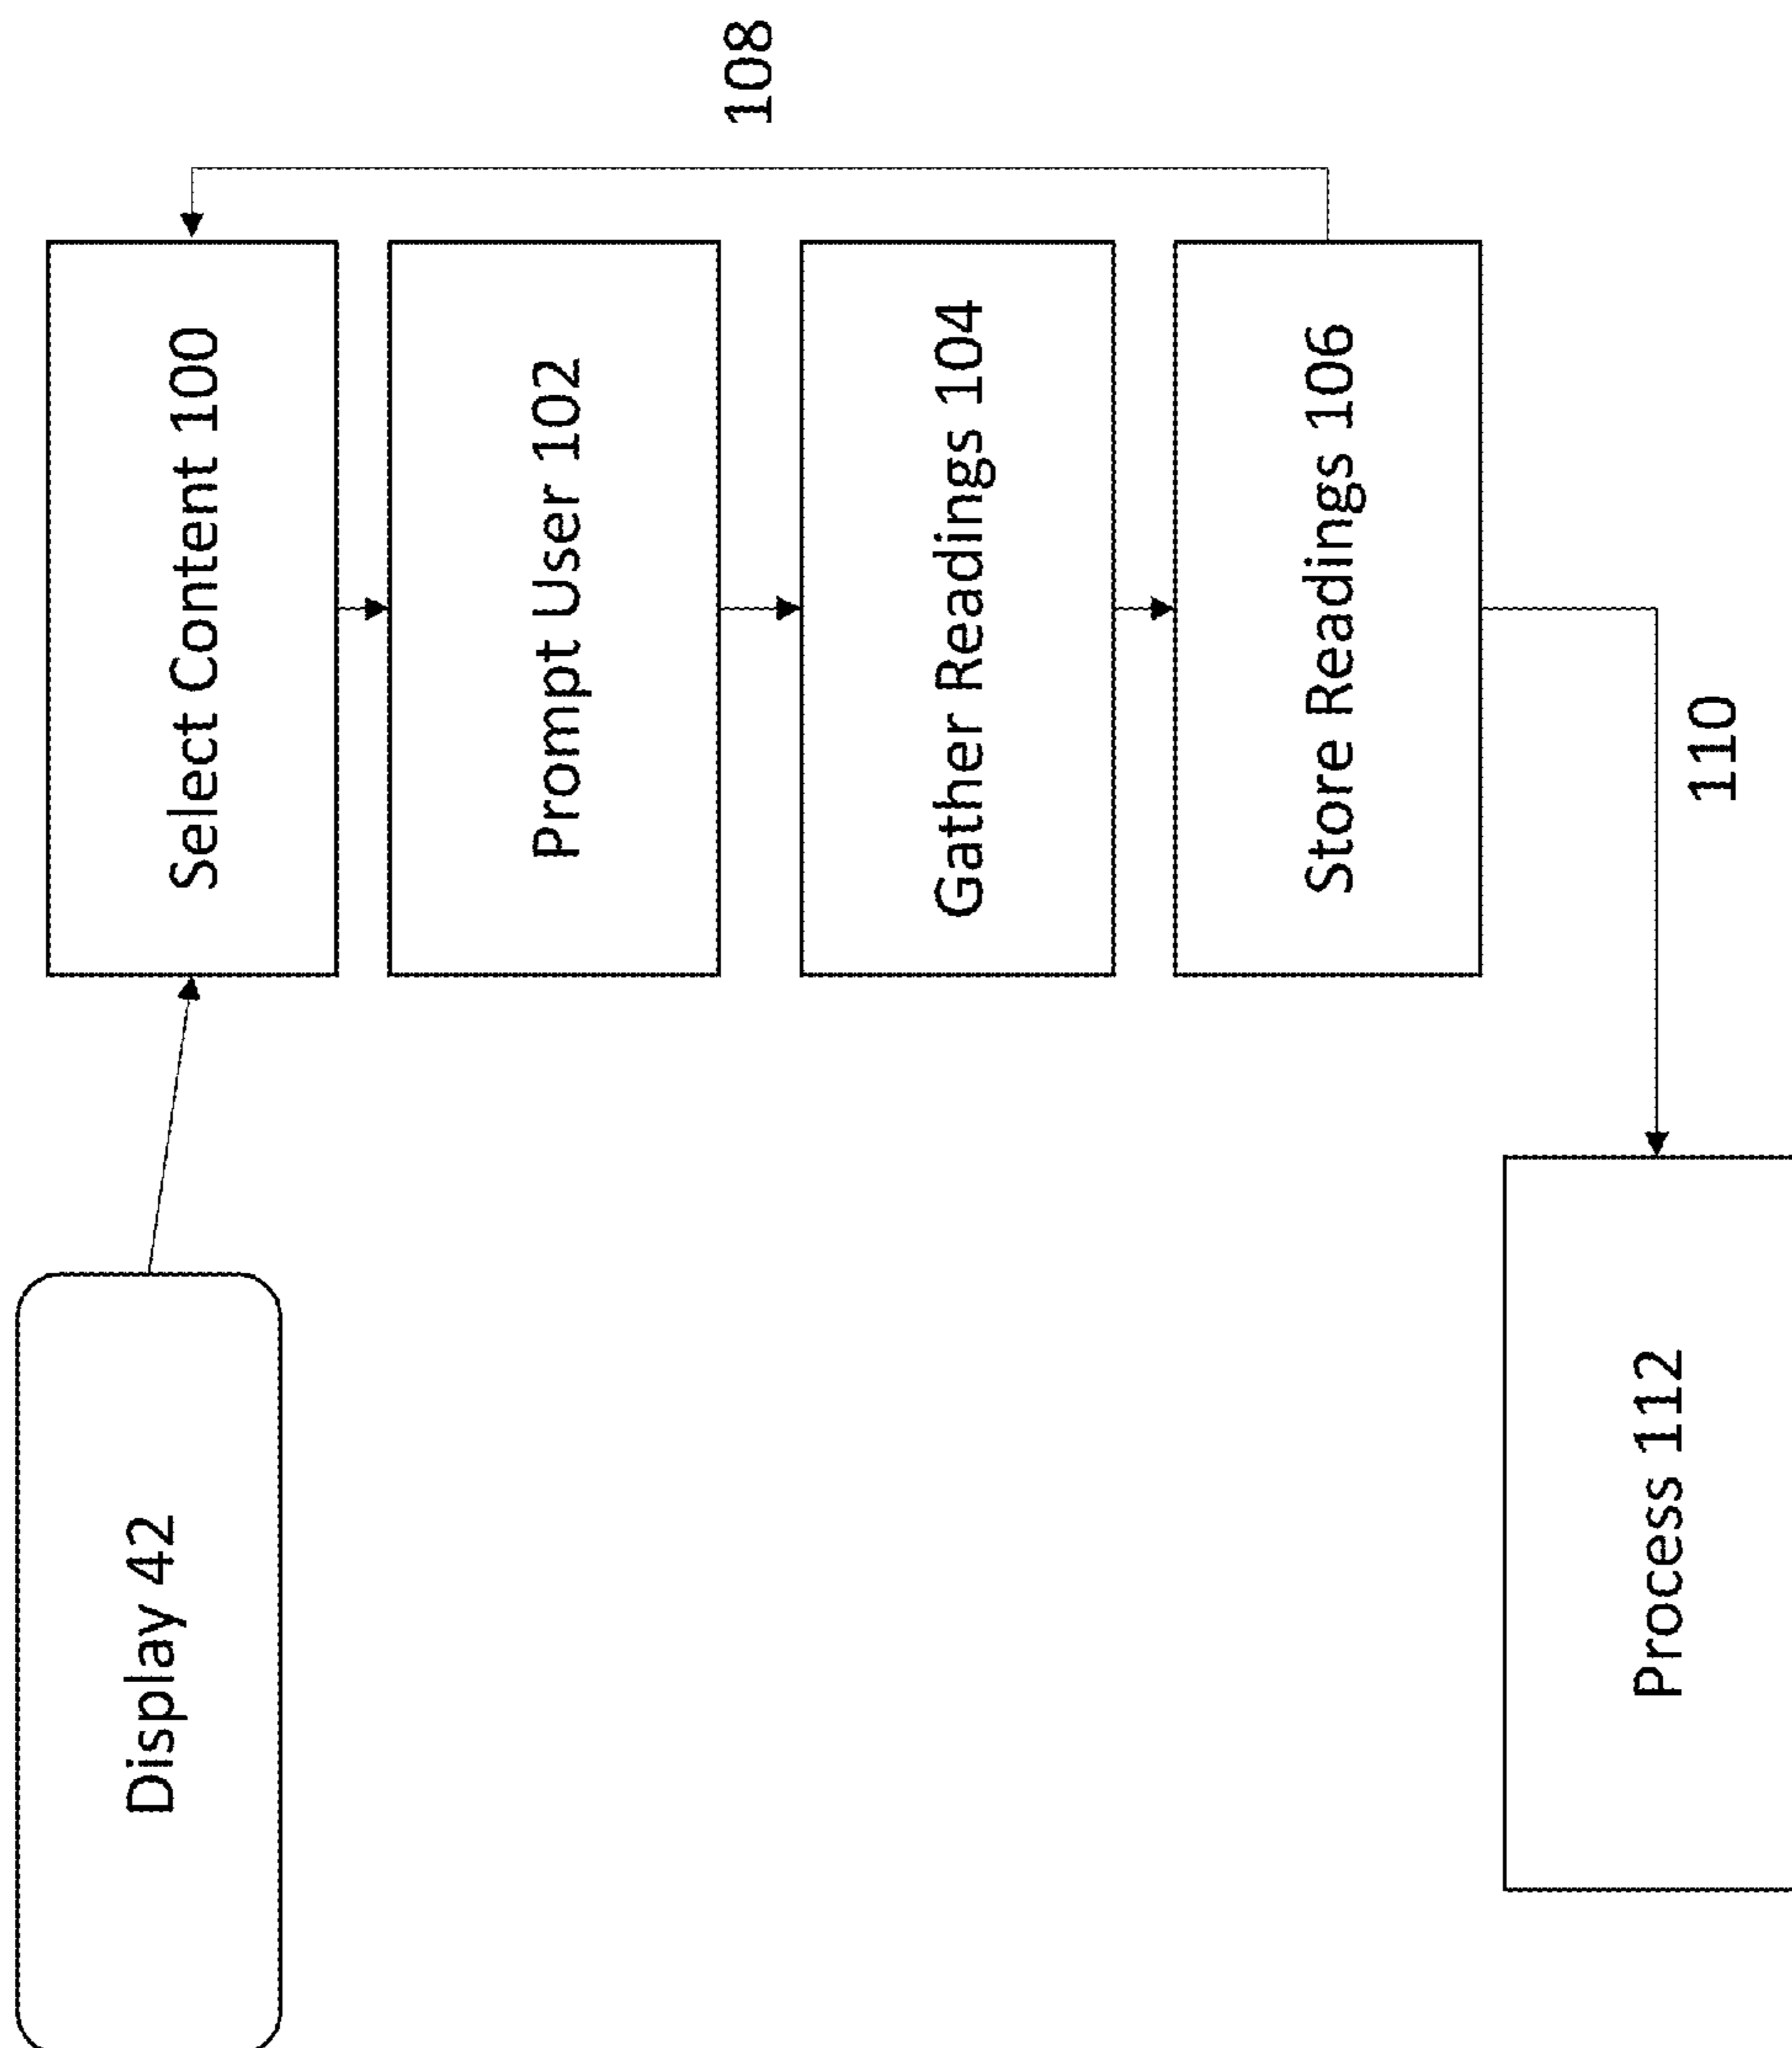 108
Select Content 100
Prompt User 102
Gather Readings 104
Store Readings 106
110
Display 42
Process 112